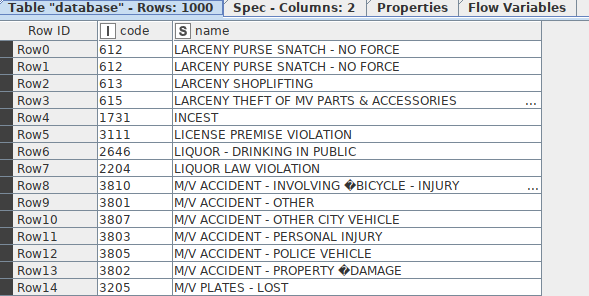 Table "database" - Rows: 1000 Spec - Columns: 2 Properties Flow Variables
Row ID I code S name
Row0 612 LARCENY PURSE SNATCH - NO FORCE
Row1 612 LARCENY PURSE SNATCH - NO FORCE
Row2 613 LARCENY SHOPLIFTING
Row3 615 LARCENY THEFT OF MV PARTS & ACCESSORIES ...
Row4 1731 INCEST
Row5 3111 LICENSE PREMISE VIOLATION
Row6 2646 LIQUOR - DRINKING IN PUBLIC
Row7 2204 LIQUOR LAW VIOLATION
Row8 3810 M/V ACCIDENT - INVOLVING �BICYCLE - INJURY ...
Row9 3801 M/V ACCIDENT - OTHER
Row10 3807 M/V ACCIDENT - OTHER CITY VEHICLE
Row11 3803 M/V ACCIDENT - PERSONAL INJURY
Row12 3805 M/V ACCIDENT - POLICE VEHICLE
Row13 3802 M/V ACCIDENT - PROPERTY �DAMAGE
Row14 3205 M/V PLATES - LOST